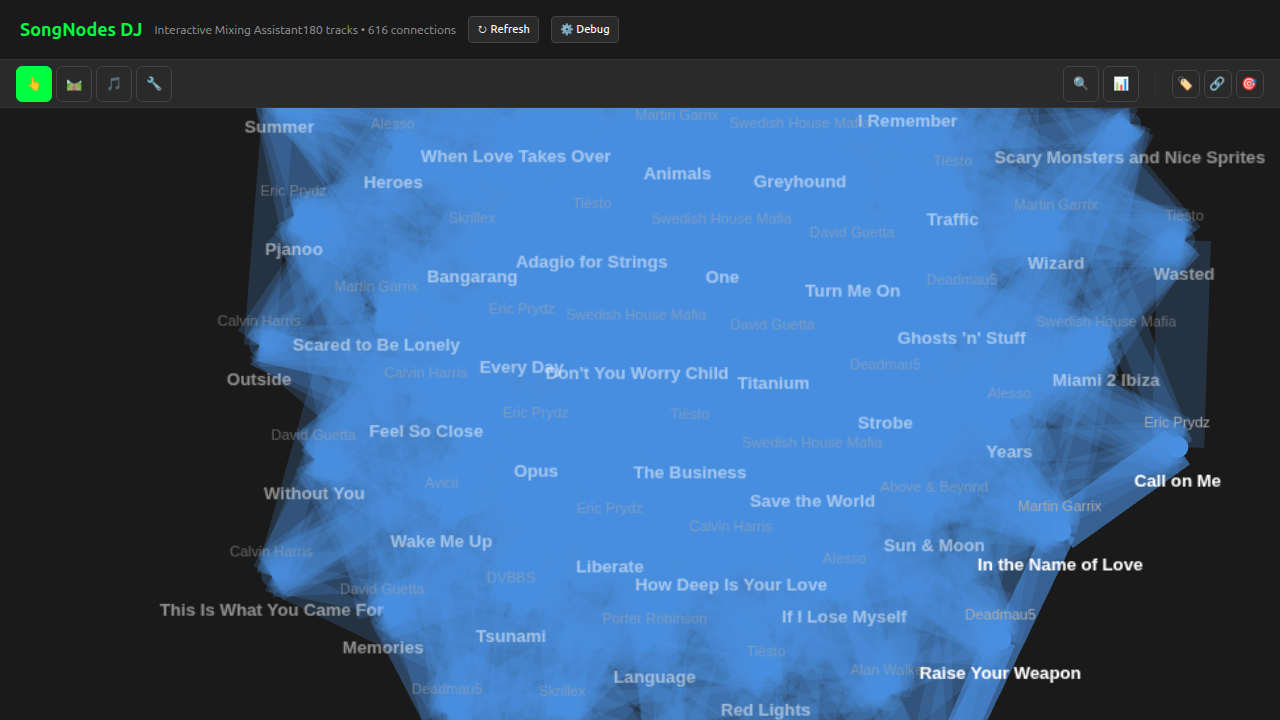 SongNodes DJ
Interactive Mixing Assistant180 tracks • 616 connections
↻ Refresh
⚙️ Debug
Martin Garrix
Summer
Alesso
Swedish House Mafia
I Remember
When Love Takes Over
Tiësto
Scary Monsters and Nice Sprites
Animals
Heroes
Greyhound
Eric Prydz
Tiësto
Martin Garrix
Skrillex
Swedish House Mafia
Traffic
Tiësto
David Guetta
Pjanoo
Adagio for Strings
Wizard
Bangarang
One
Wasted
Deadmau5
Martin Garrix
Turn Me On
Eric Prydz
Swedish House Mafia
Calvin Harris
David Guetta
Swedish House Mafia
Ghosts 'n' Stuff
Scared to Be Lonely
Every Day
Deadmau5
Calvin Harris
Don't You Worry Child
Outside
Titanium
Miami 2 Ibiza
Alesso
Eric Prydz
Tiësto
Strobe
Eric Prydz
David Guetta
Feel So Close
Swedish House Mafia
Years
Opus
The Business
Call on Me
Avicii
Above & Beyond
Without You
Save the World
Eric Prydz
Martin Garrix
Calvin Harris
Wake Me Up
Sun & Moon
Calvin Harris
Alesso
Liberate
In the Name of Love
DVBBS
How Deep Is Your Love
David Guetta
This Is What You Came For
Porter Robinson
If I Lose Myself
Deadmau5
Tsunami
Memories
Tiësto
Alan Walker
Raise Your Weapon
Language
Deadmau5
Skrillex
Red Lights